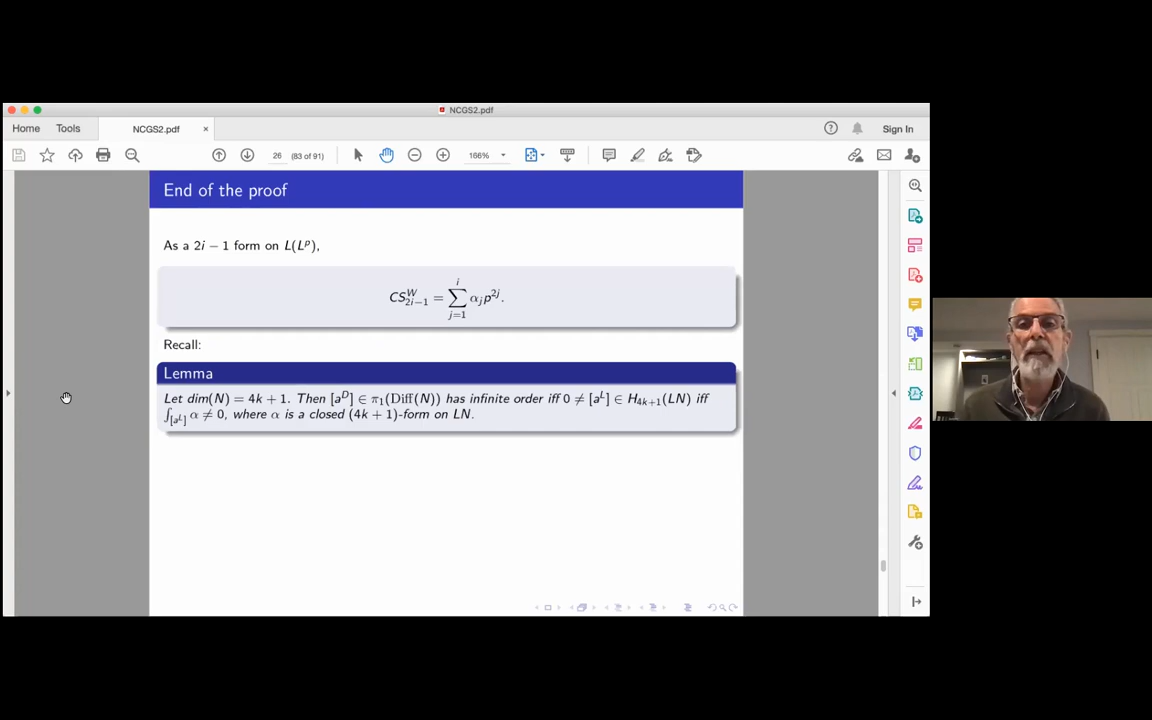 NCGS2.pdf
Home Tools NCGS2.pdf × Sign In
26 (83 of 91) 166%
End of the proof
As a 2i − 1 form on L(Lᵖ),
CS^W_{2i−1} = ∑_{j=1}^{i} α_j p^{2j}.
Recall:
Lemma
Let dim(N) = 4k + 1. Then [a^D] ∈ π₁(Diff(N)) has infinite order iff 0 ≠ [a^L] ∈ H_{4k+1}(LN) iff
∫_{[a^L]} α ≠ 0, where α is a closed (4k + 1)-form on LN.